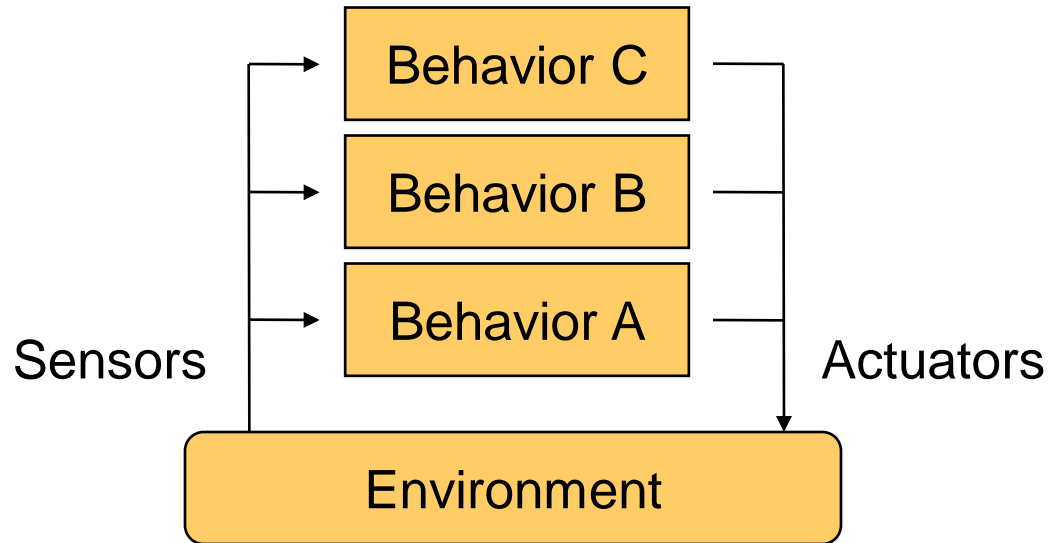 Behavior C
Behavior B
Behavior A
Sensors
Actuators
Environment